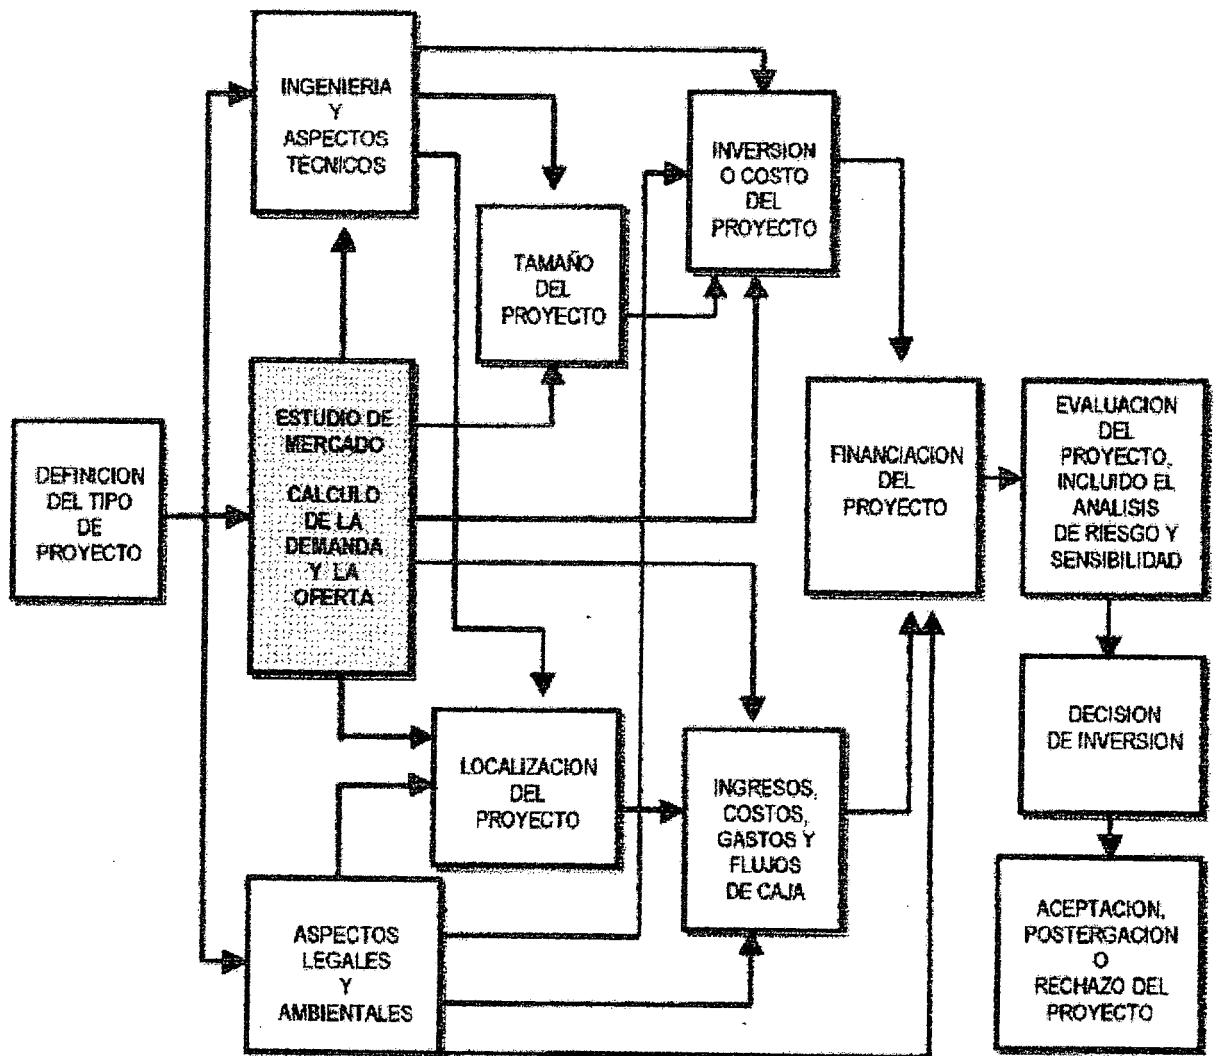 INGENIERIA
Y
ASPECTOS
TECNICOS
INVERSION
O COSTO
DEL
PROYECTO
TAMAÑO
DEL
PROYECTO
DEFINICION
DEL TIPO
DE
PROYECTO
ESTUDIO DE
MERCADO
CALCULO
DE LA
DEMANDA
Y LA
OFERTA
FINANCIACION
DEL
PROYECTO
EVALUACION
DEL
PROYECTO,
INCLUIDO EL
ANALISIS
DE RIESGO Y
SENSIBILIDAD
LOCALIZACION
DEL
PROYECTO
INGRESOS,
COSTOS,
GASTOS Y
FLUJOS
DE CAJA
DECISION
DE INVERSION
ASPECTOS
LEGALES
Y
AMBIENTALES
ACEPTACION,
POSTERGACION
O
RECHAZO DEL
PROYECTO